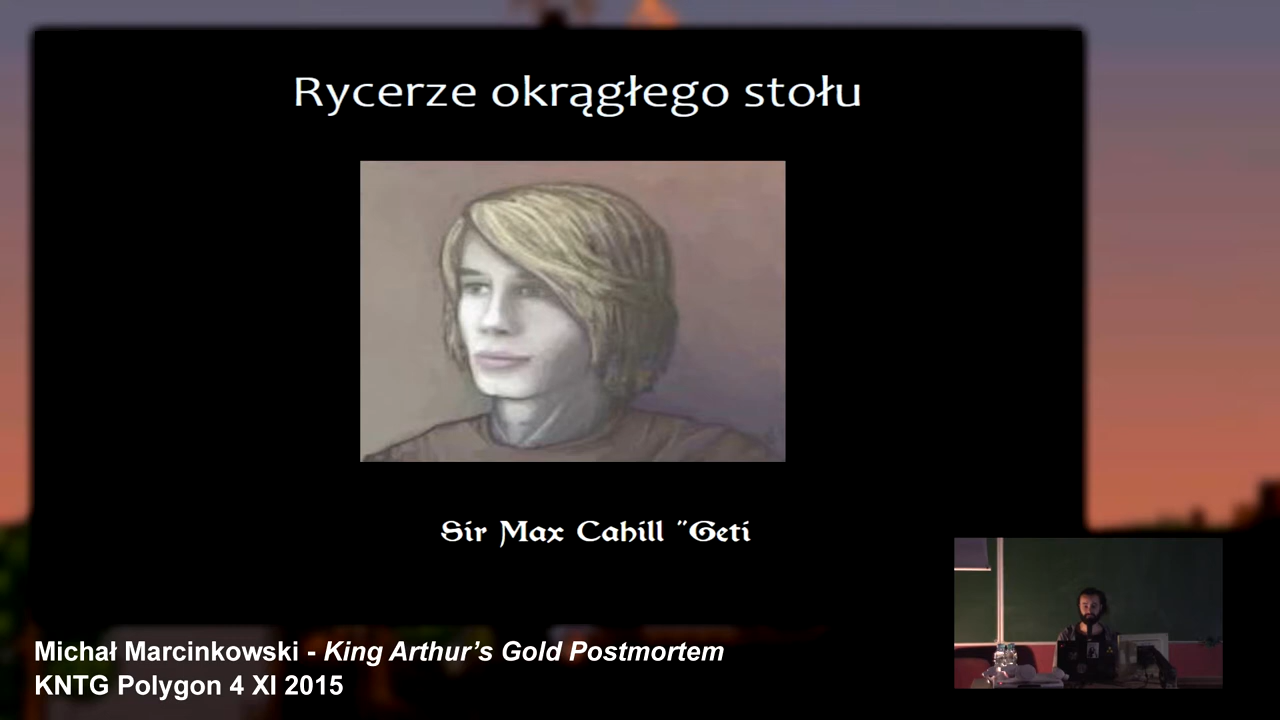 Rycerze okrągłego stołu
Sir Max Cahill "Geti
Michał Marcinkowski - King Arthur's Gold Postmortem
KNTG Polygon 4 XI 2015